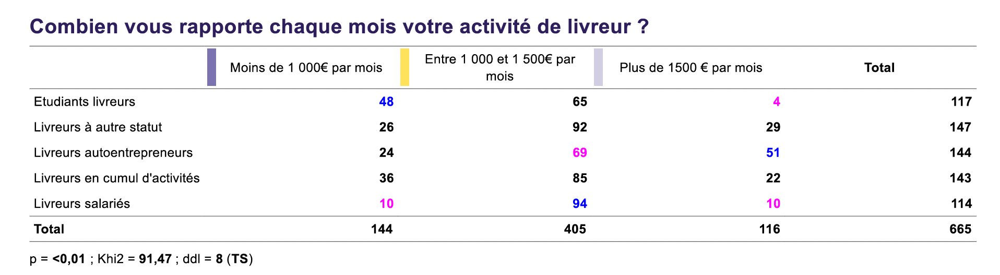 Combien vous rapporte chaque mois votre activité de livreur ?
Moins de 1 000€ par mois Entre 1 000 et 1 500€ par mois Plus de 1500 € par mois Total
Etudiants livreurs 48 65 4 117
Livreurs à autre statut 26 92 29 147
Livreurs autoentrepreneurs 24 69 51 144
Livreurs en cumul d'activités 36 85 22 143
Livreurs salariés 10 94 10 114
Total 144 405 116 665
p = <0,01 ; Khi2 = 91,47 ; ddl = 8 (TS)